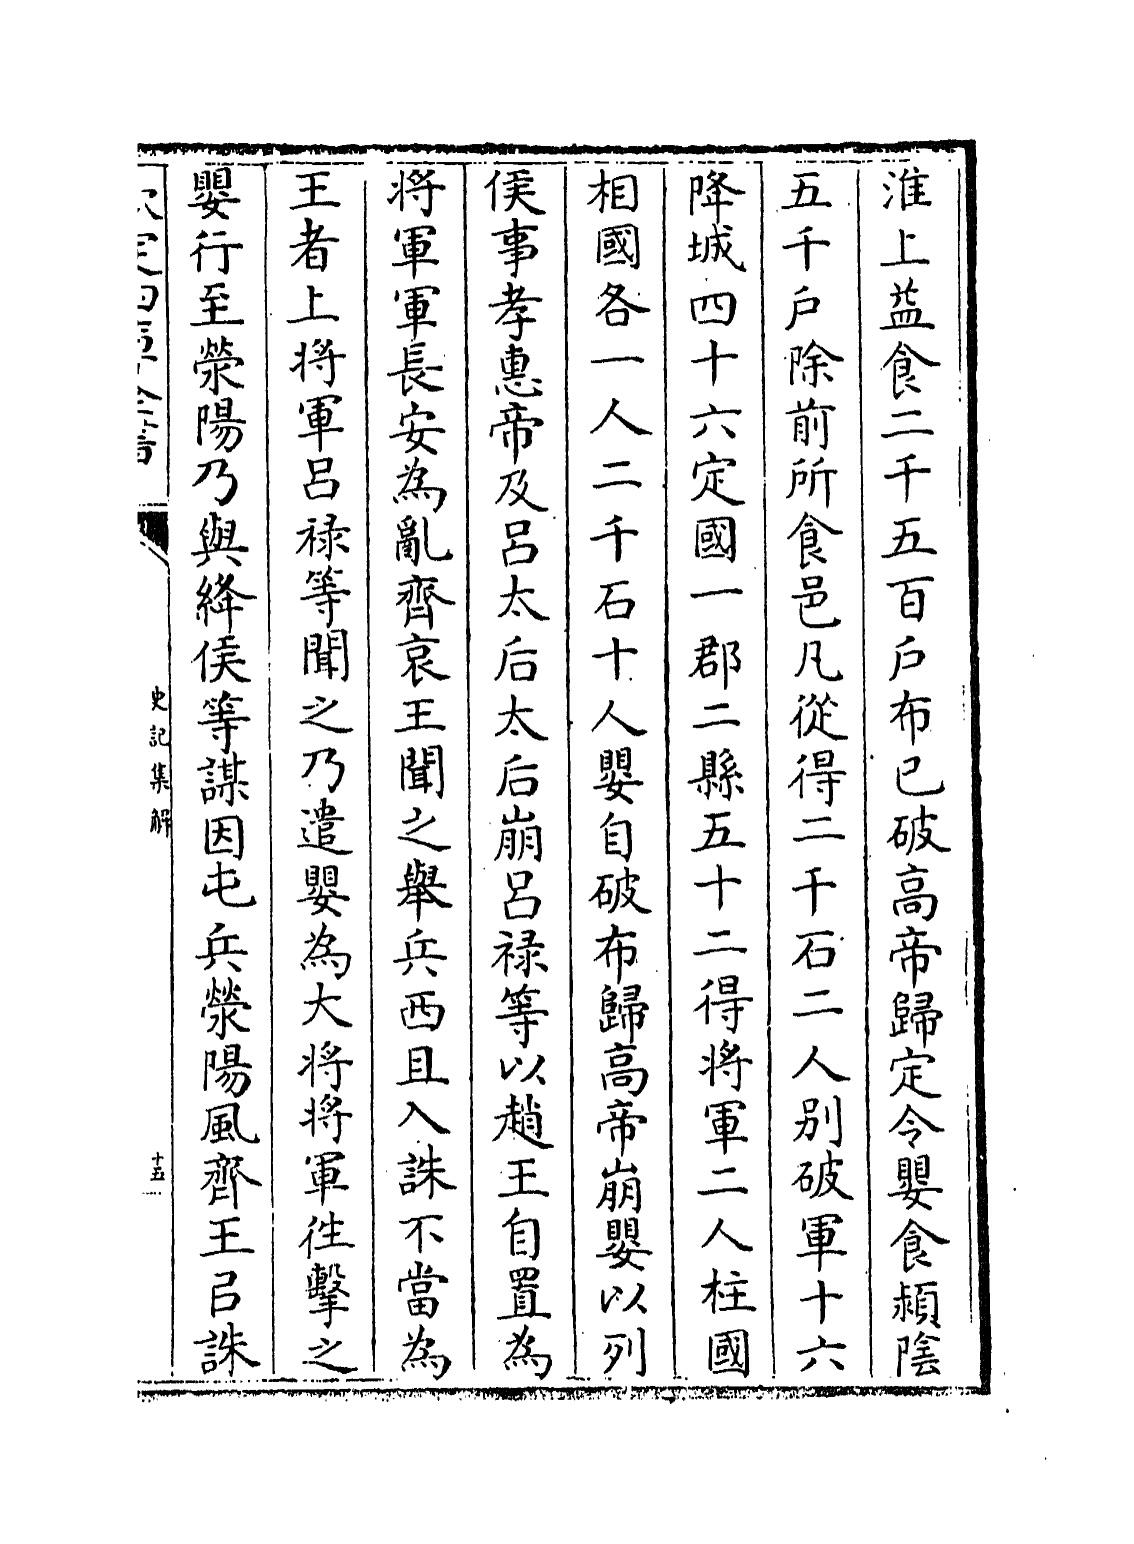 淮上益食二千五百户布已破高帝歸定令嬰食潁陰
五千户除前所食邑凡從得二千石二人别破軍十六
降城四十六定國一郡二縣五十二得將軍二人柱國
相國各一人二千石十人嬰自破布歸高帝崩嬰以列
侯事孝惠帝及吕太后太后崩吕禄等以趙王自置為
將軍軍長安為亂齊哀王聞之舉兵西且入誅不當為
王者上將軍吕禄等聞之乃遣嬰為大將將軍往擊之
嬰行至滎陽乃與絳侯等謀因屯兵滎陽風齊王㠯誅
欽定四庫全書
史記集解
十五